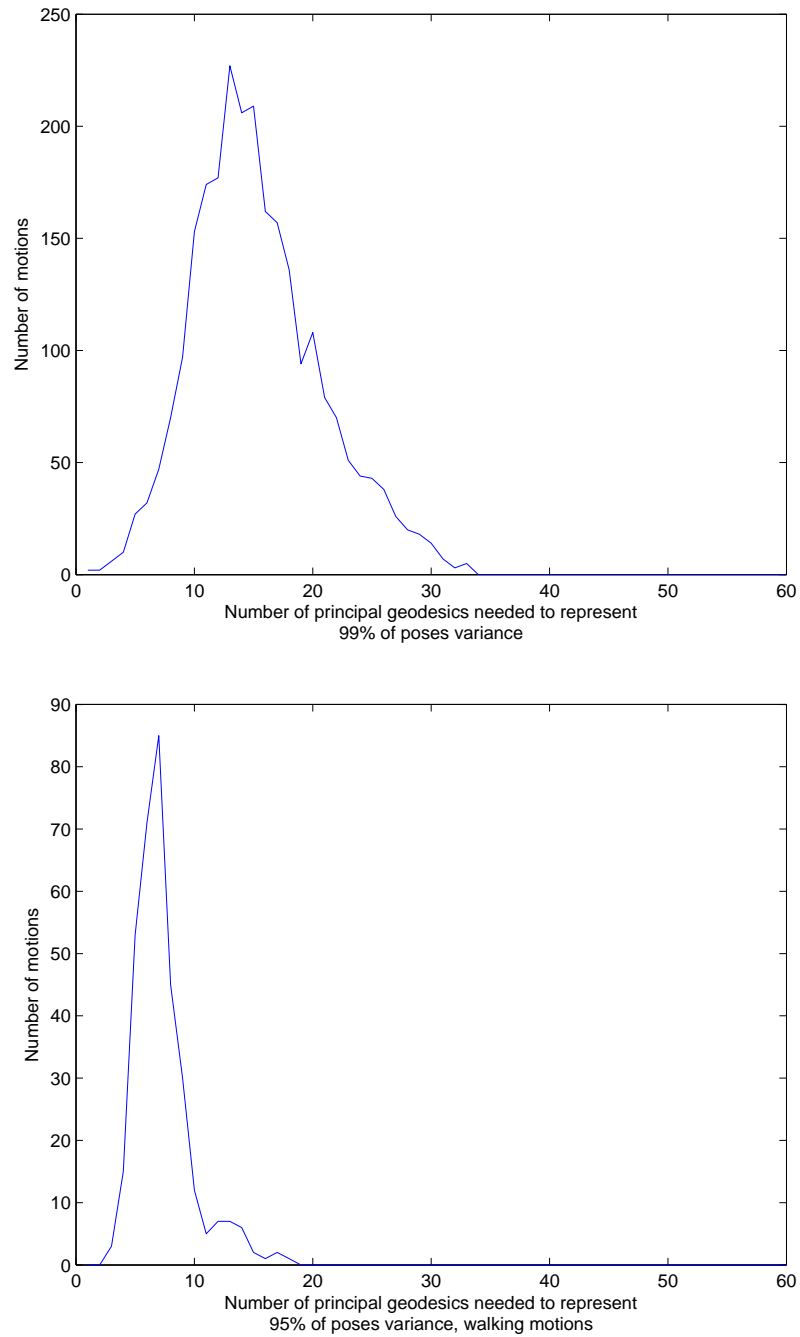 250
200
150
100
50
0
Number of motions
0 10 20 30 40 50 60
Number of principal geodesics needed to represent
99% of poses variance
90
80
70
60
50
40
30
20
10
0
Number of motions
0 10 20 30 40 50 60
Number of principal geodesics needed to represent
95% of poses variance, walking motions